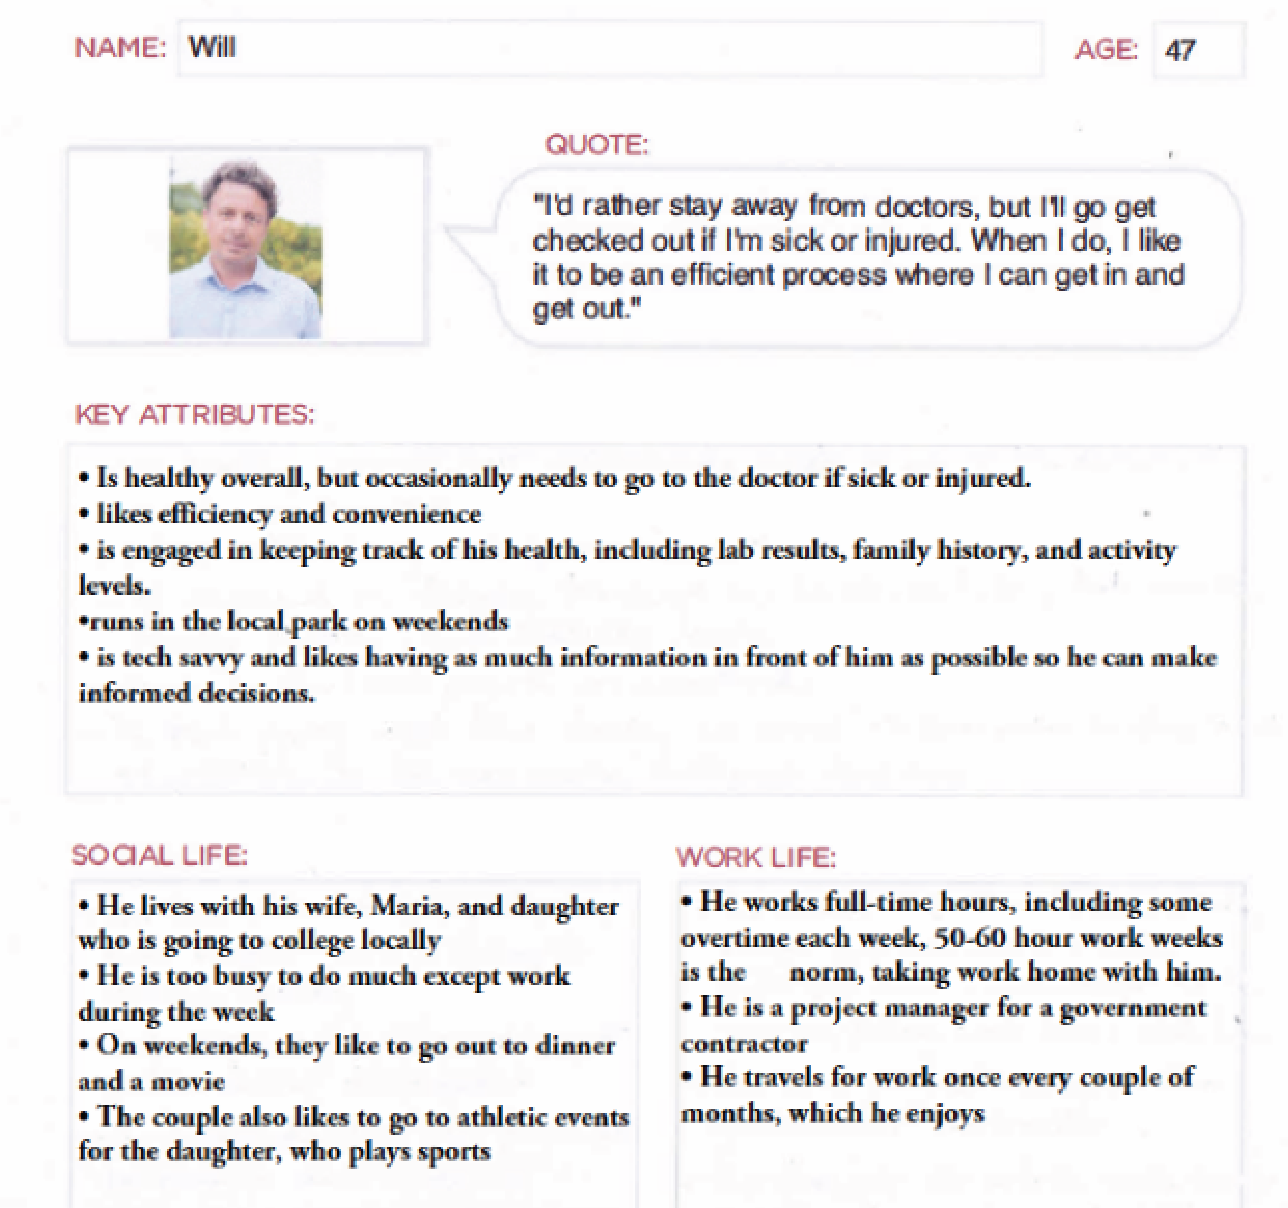 NAME: Will AGE: 47
QUOTE:
"I'd rather stay away from doctors, but I'll go get
checked out if I'm sick or injured. When I do, I like
it to be an efficient process where I can get in and
get out."
KEY ATTRIBUTES:
• Is healthy overall, but occasionally needs to go to the doctor if sick or injured.
• likes efficiency and convenience
• is engaged in keeping track of his health, including lab results, family history, and activity
levels.
•runs in the local park on weekends
• is tech savvy and likes having as much information in front of him as possible so he can make
informed decisions.
SOCIAL LIFE:
• He lives with his wife, Maria, and daughter
who is going to college locally
• He is too busy to do much except work
during the week
• On weekends, they like to go out to dinner
and a movie
• The couple also likes to go to athletic events
for the daughter, who plays sports
WORK LIFE:
• He works full-time hours, including some
overtime each week, 50-60 hour work weeks
is the norm, taking work home with him.
• He is a project manager for a government
contractor
• He travels for work once every couple of
months, which he enjoys